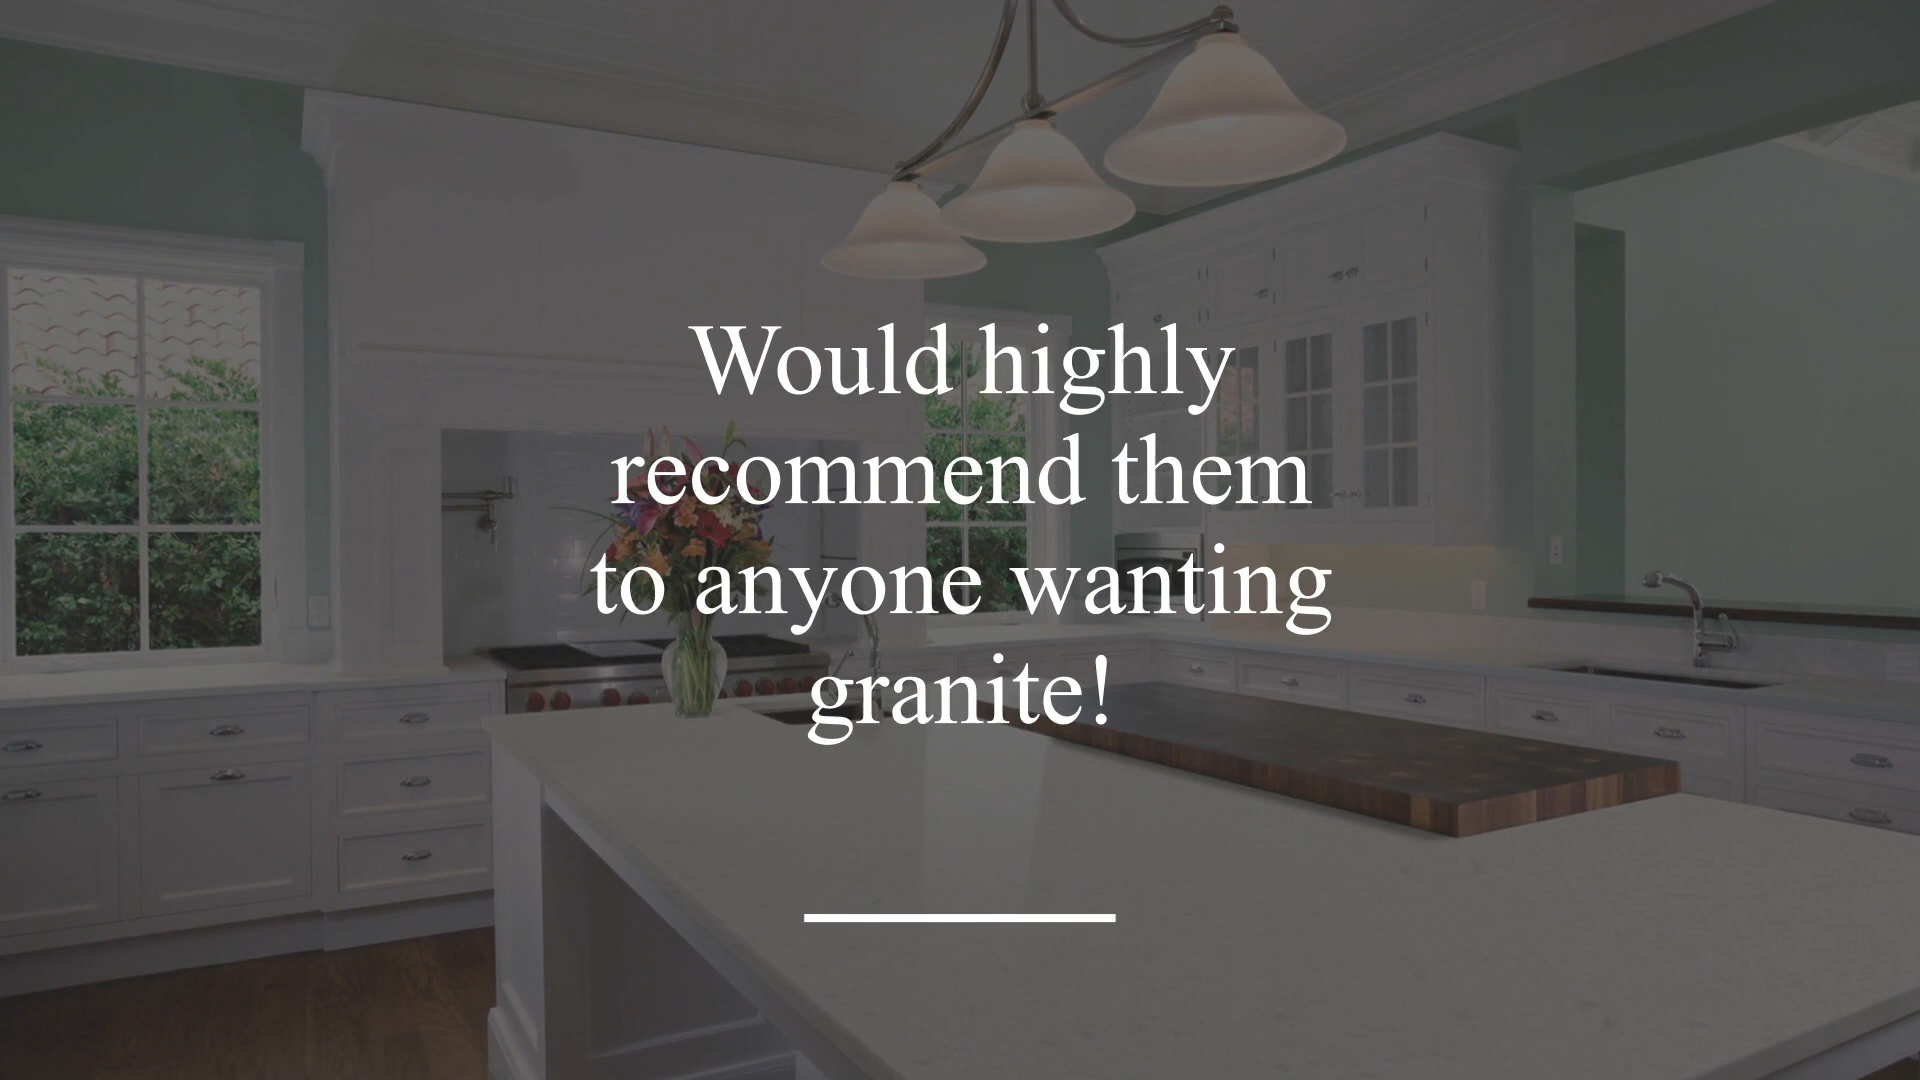 Would highly
recommend them
to anyone wanting
granite!